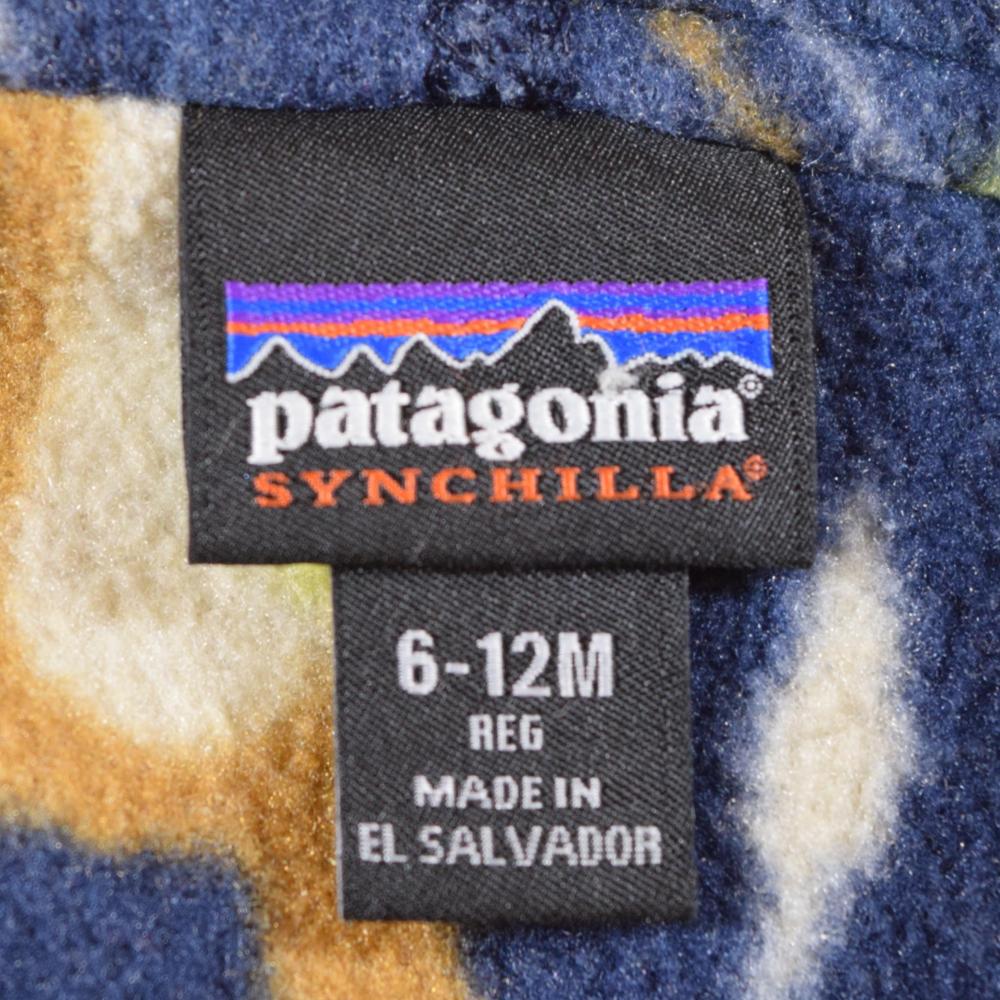 patagonia®
SYNCHILLA®
6-12M
REG
MADE IN
EL SALVADOR